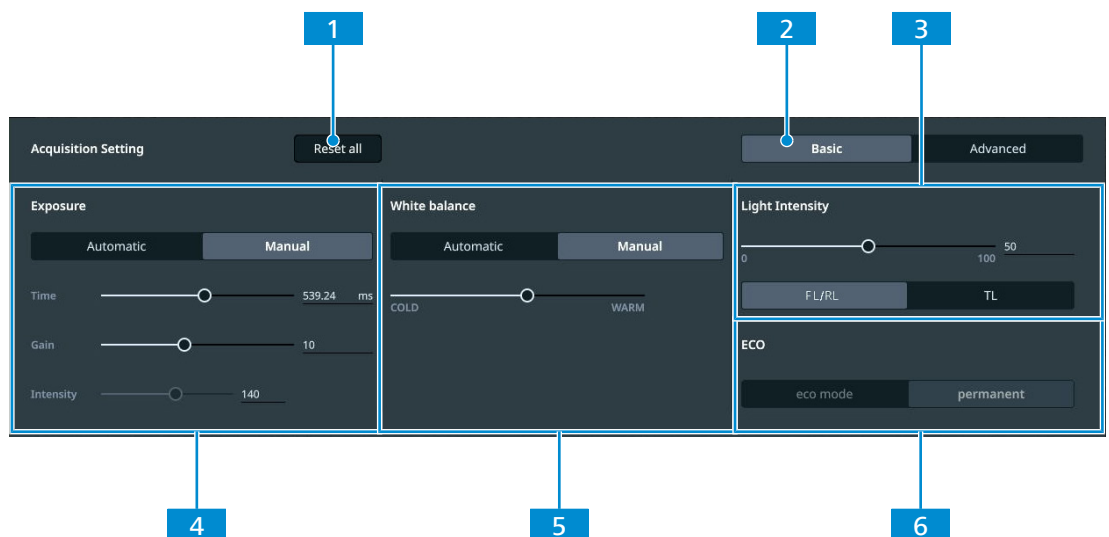 1
2
3
Acquisition Setting
Reset all
Basic
Advanced
Exposure
Automatic
Manual
Time
539.24 ms
Gain
10
Intensity
140
White balance
Automatic
Manual
COLD
WARM
Light Intensity
50
0
100
FL/RL
TL
ECO
eco mode
permanent
4
5
6